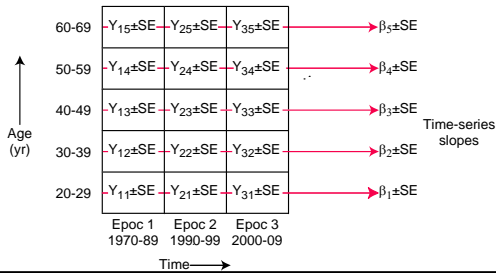 60-69 Y15±SE Y25±SE Y35±SE β5±SE
50-59 Y14±SE Y24±SE Y34±SE β4±SE
40-49 Y13±SE Y23±SE Y33±SE β3±SE
Age
(yr)
Time-series
slopes
30-39 Y12±SE Y22±SE Y32±SE β2±SE
20-29 Y11±SE Y21±SE Y31±SE β1±SE
Epoc 1 Epoc 2 Epoc 3
1970-89 1990-99 2000-09
Time